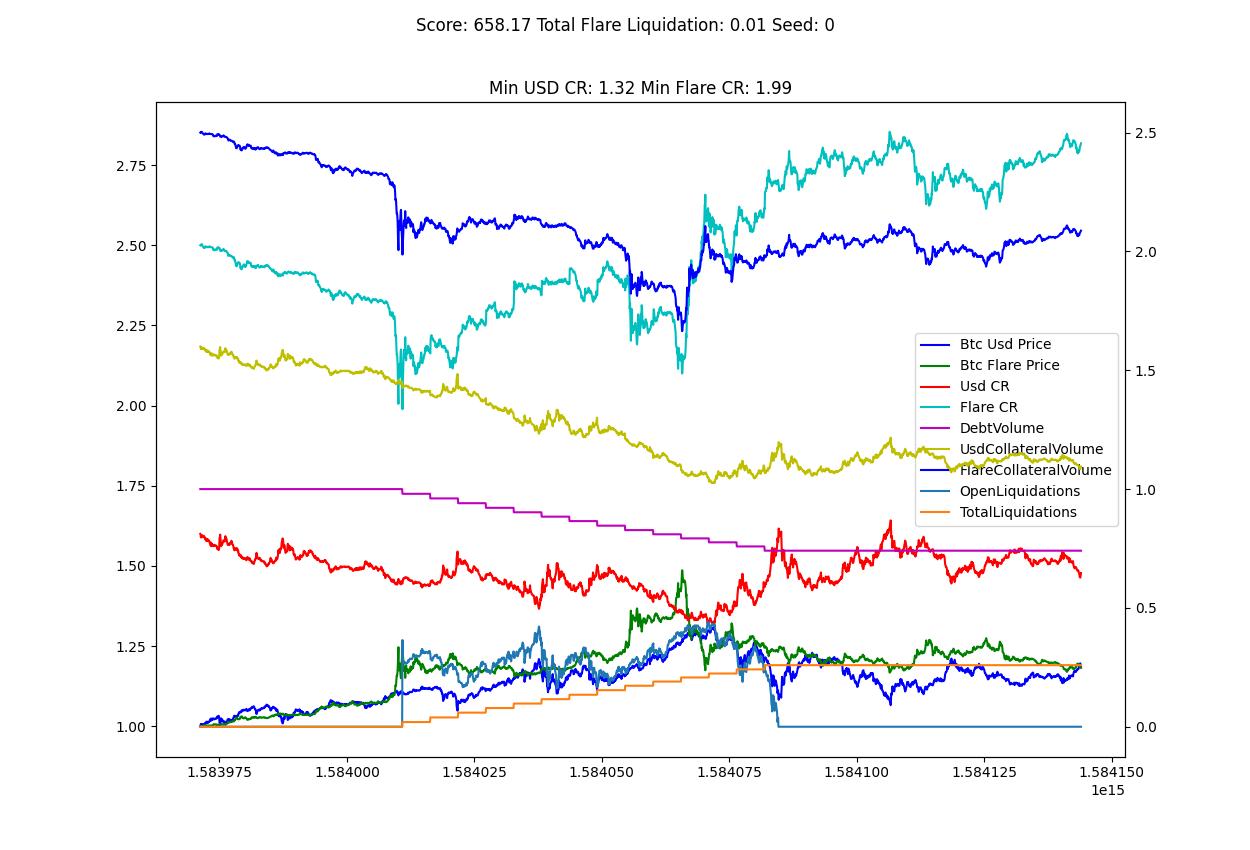 Score: 658.17 Total Flare Liquidation: 0.01 Seed: 0
Min USD CR: 1.32 Min Flare CR: 1.99
2.75
2.50
2.25
2.00
1.75
1.50
1.25
1.00
2.5
2.0
1.5
1.0
0.5
0.0
Btc Usd Price
Btc Flare Price
Usd CR
Flare CR
DebtVolume
UsdCollateralVolume
FlareCollateralVolume
OpenLiquidations
TotalLiquidations
1.583975 1.584000 1.584025 1.584050 1.584075 1.584100 1.584125 1.584150
1e15